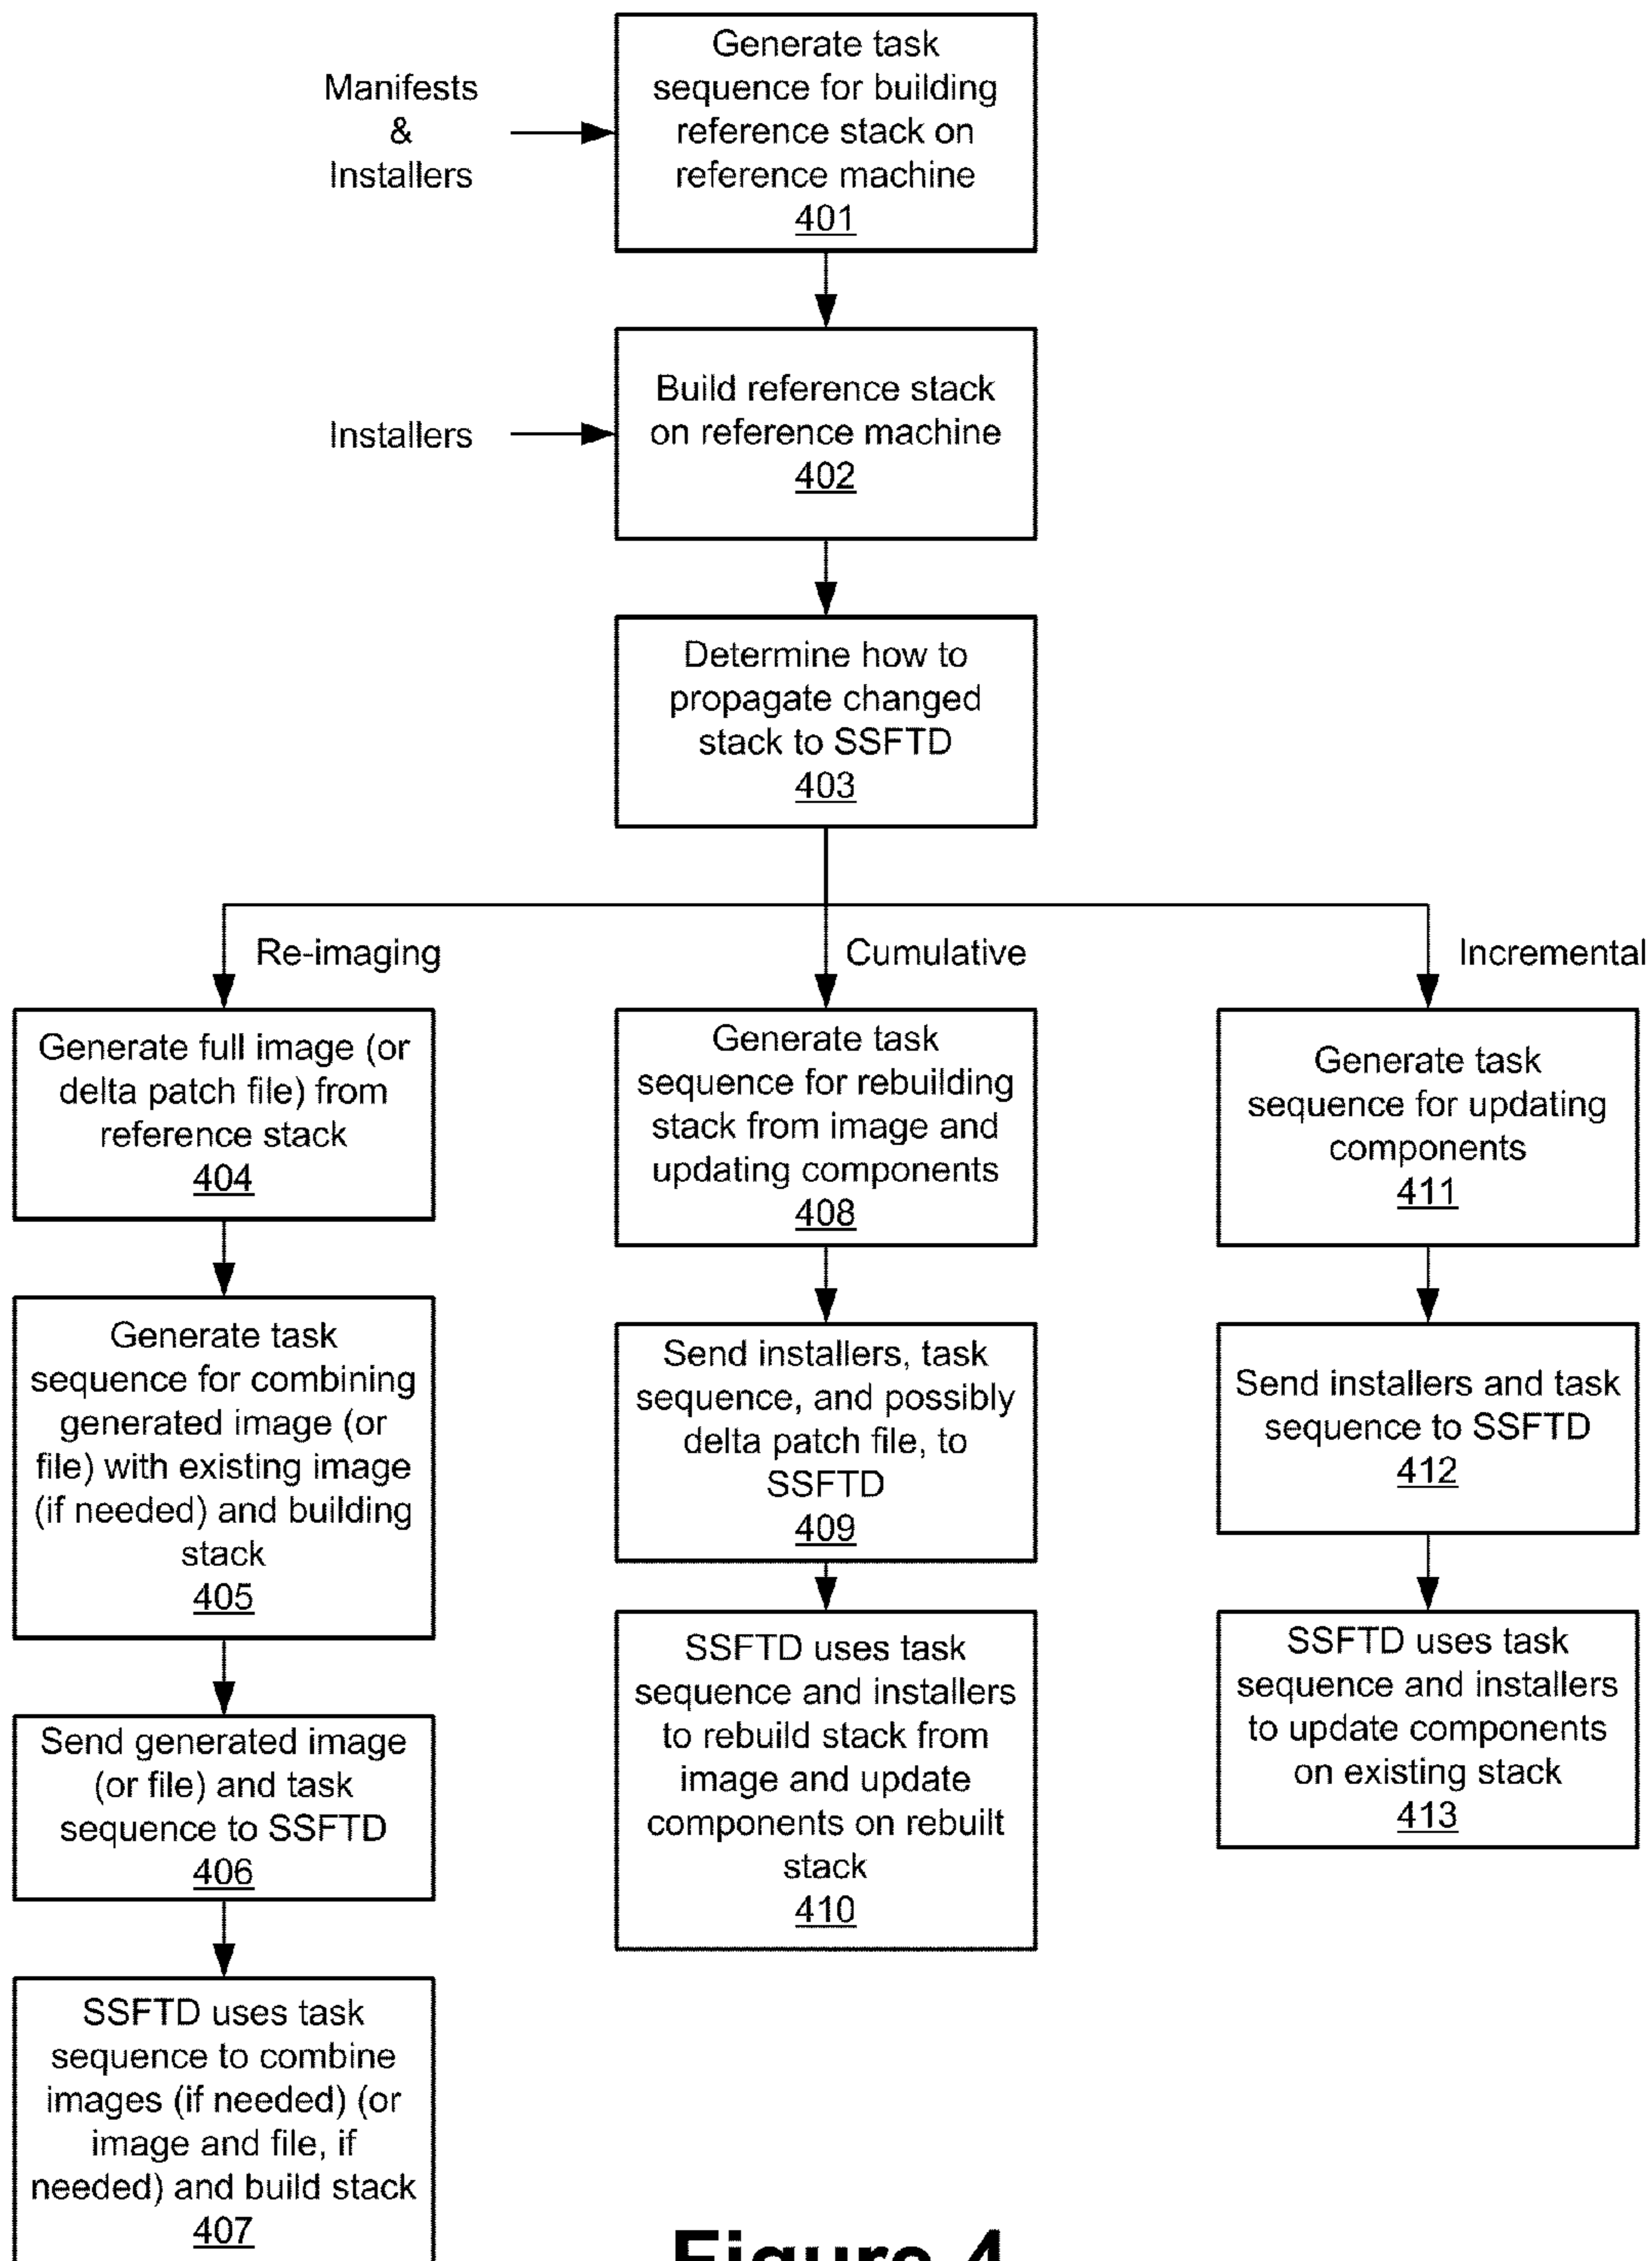 Generate task
sequence for building
reference stack on
reference machine
401
Manifests
&
Installers
Build reference stack
on reference machine
402
Installers
Determine how to
propagate changed
stack to SSFTD
403
Re-imaging
Cumulative
Incremental
Generate full image (or
delta patch file) from
reference stack
404
Generate task
sequence for combining
generated image (or
file) with existing image
(if needed) and building
stack
405
Send generated image
(or file) and task
sequence to SSFTD
406
SSFTD uses task
sequence to combine
images (if needed) (or
image and file, if
needed) and build stack
407
Generate task
sequence for rebuilding
stack from image and
updating components
408
Send installers, task
sequence, and possibly
delta patch file, to
SSFTD
409
SSFTD uses task
sequence and installers
to rebuild stack from
image and update
components on rebuilt
stack
410
Generate task
sequence for updating
components
411
Send installers and task
sequence to SSFTD
412
SSFTD uses task
sequence and installers
to update components
on existing stack
413
Figure 4